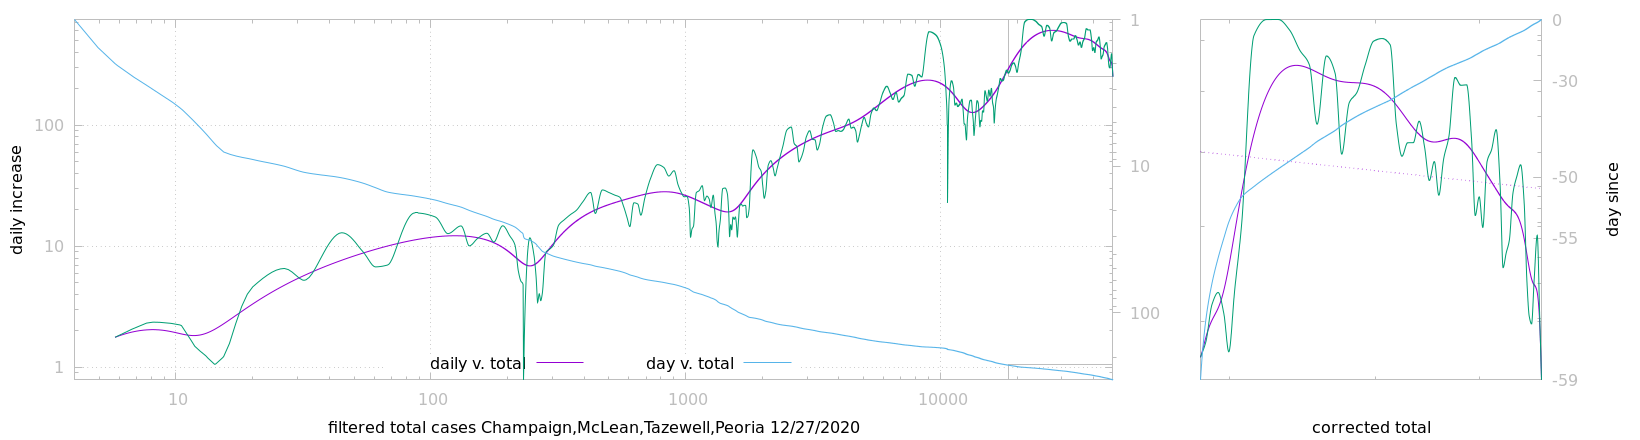 1
0
100
-30
daily increase
10
-50
day since
10
-55
100
1
daily v. total
day v. total
-59
10
100
1000
10000
filtered total cases Champaign,McLean,Tazewell,Peoria 12/27/2020
corrected total